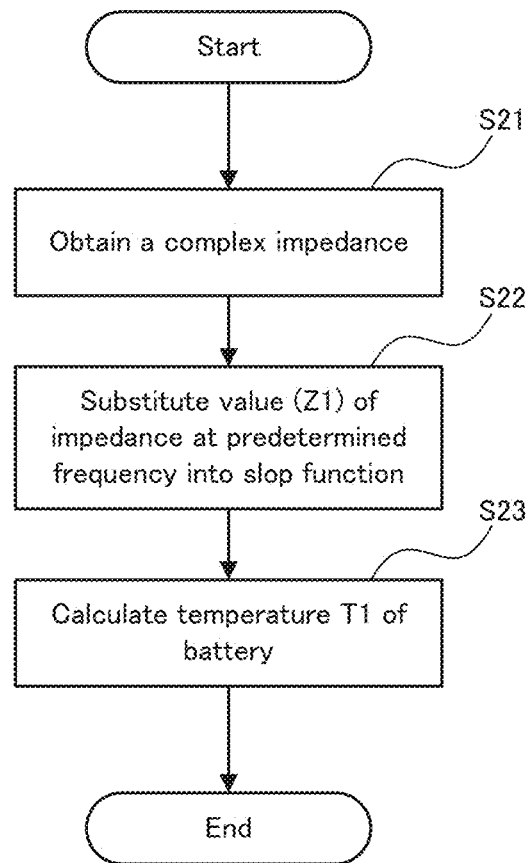 Start
S21
Obtain a complex impedance
S22
Substitute value (Z1) of
impedance at predetermined
frequency into slop function
S23
Calculate temperature T1 of
battery
End